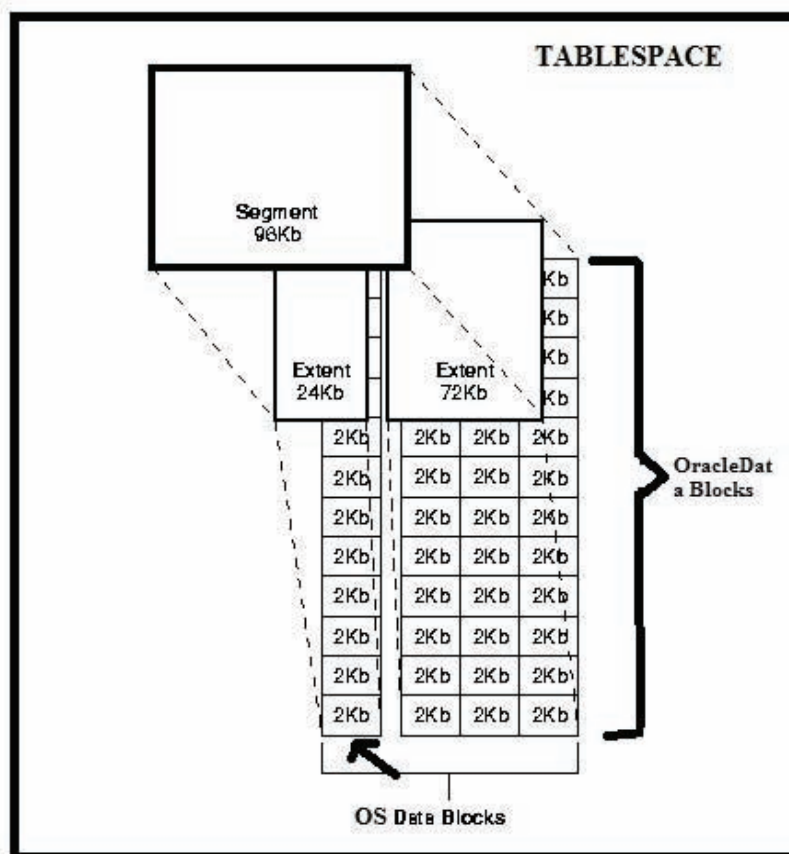 TABLESPACE
Segment
96Kb
Kb
Kb
Extent
24Kb
Extent
72Kb
Kb
Kb
2Kb 2Kb 2Kb 2Kb
2Kb 2Kb 2Kb 2Kb
2Kb 2Kb 2Kb 2Kb
2Kb 2Kb 2Kb 2Kb
2Kb 2Kb 2Kb 2Kb
2Kb 2Kb 2Kb 2Kb
2Kb 2Kb 2Kb 2Kb
2Kb 2Kb 2Kb 2Kb
OracleDat
a Blocks
OS Data Blocks